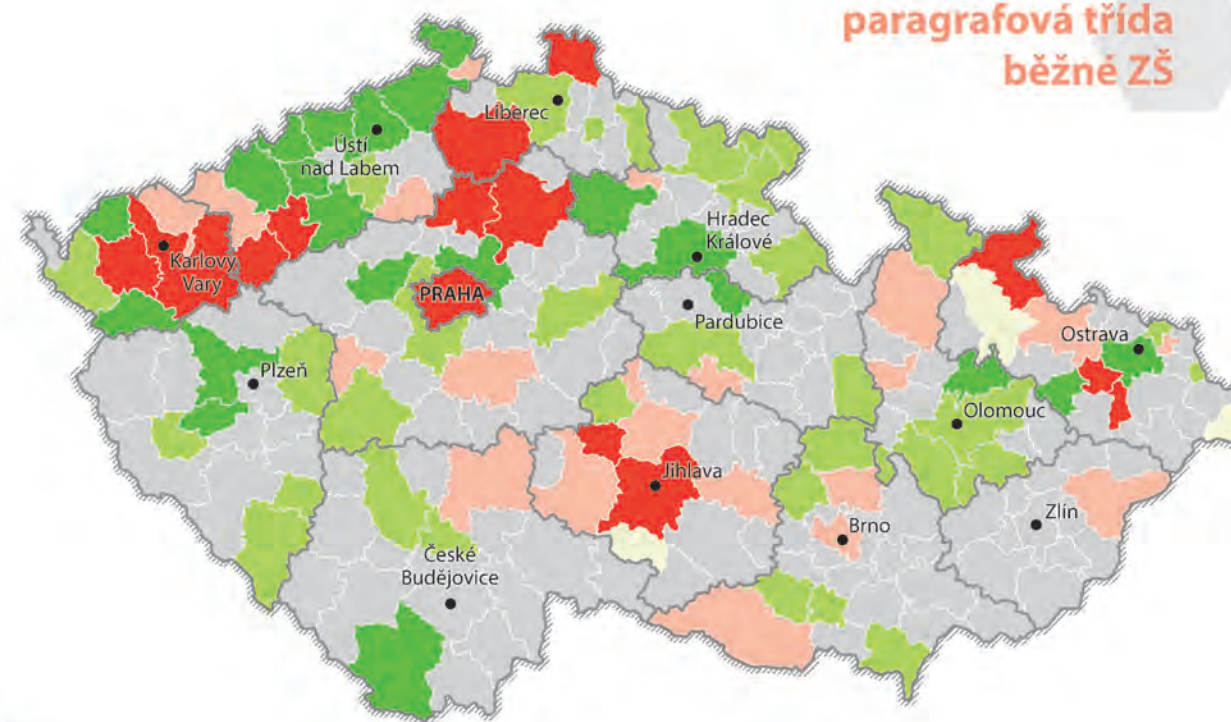 paragrafová třída
běžné ZŠ
Liberec
Ústí
nad Labem
Hradec
Králové
Karlovy
Vary
PRAHA
Pardubice
Ostrava
Plzeň
Olomouc
Jihlava
Zlín
Brno
České
Budějovice